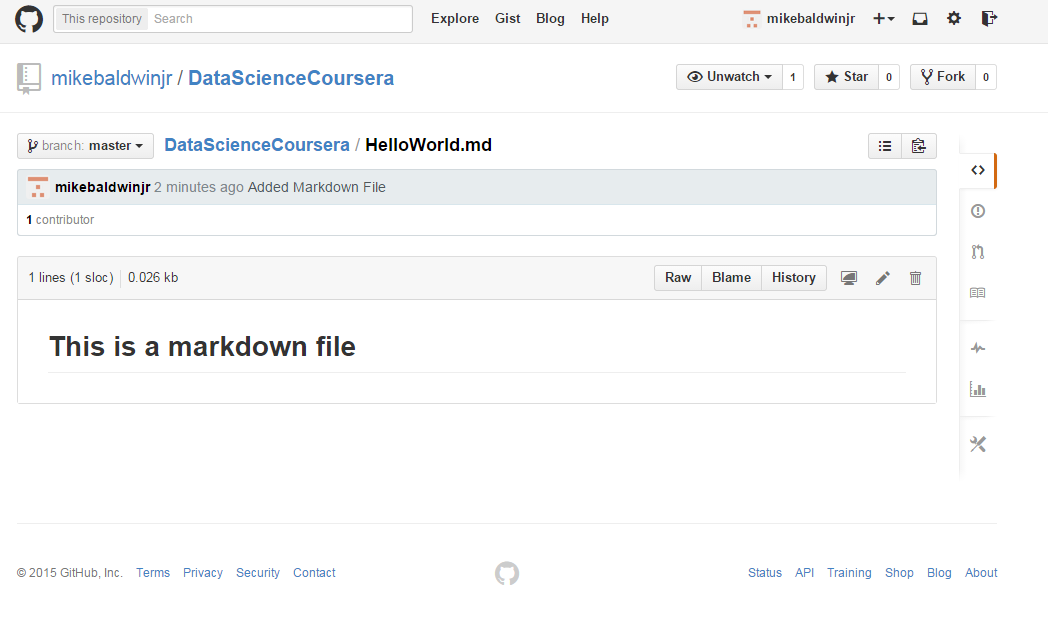 This repository Search Explore Gist Blog Help mikebaldwinjr
mikebaldwinjr / DataScienceCoursera Unwatch 1 Star 0 Fork 0
branch: master DataScienceCoursera / HelloWorld.md
mikebaldwinjr 2 minutes ago Added Markdown File
1 contributor
1 lines (1 sloc) 0.026 kb Raw Blame History
This is a markdown file
© 2015 GitHub, Inc. Terms Privacy Security Contact Status API Training Shop Blog About